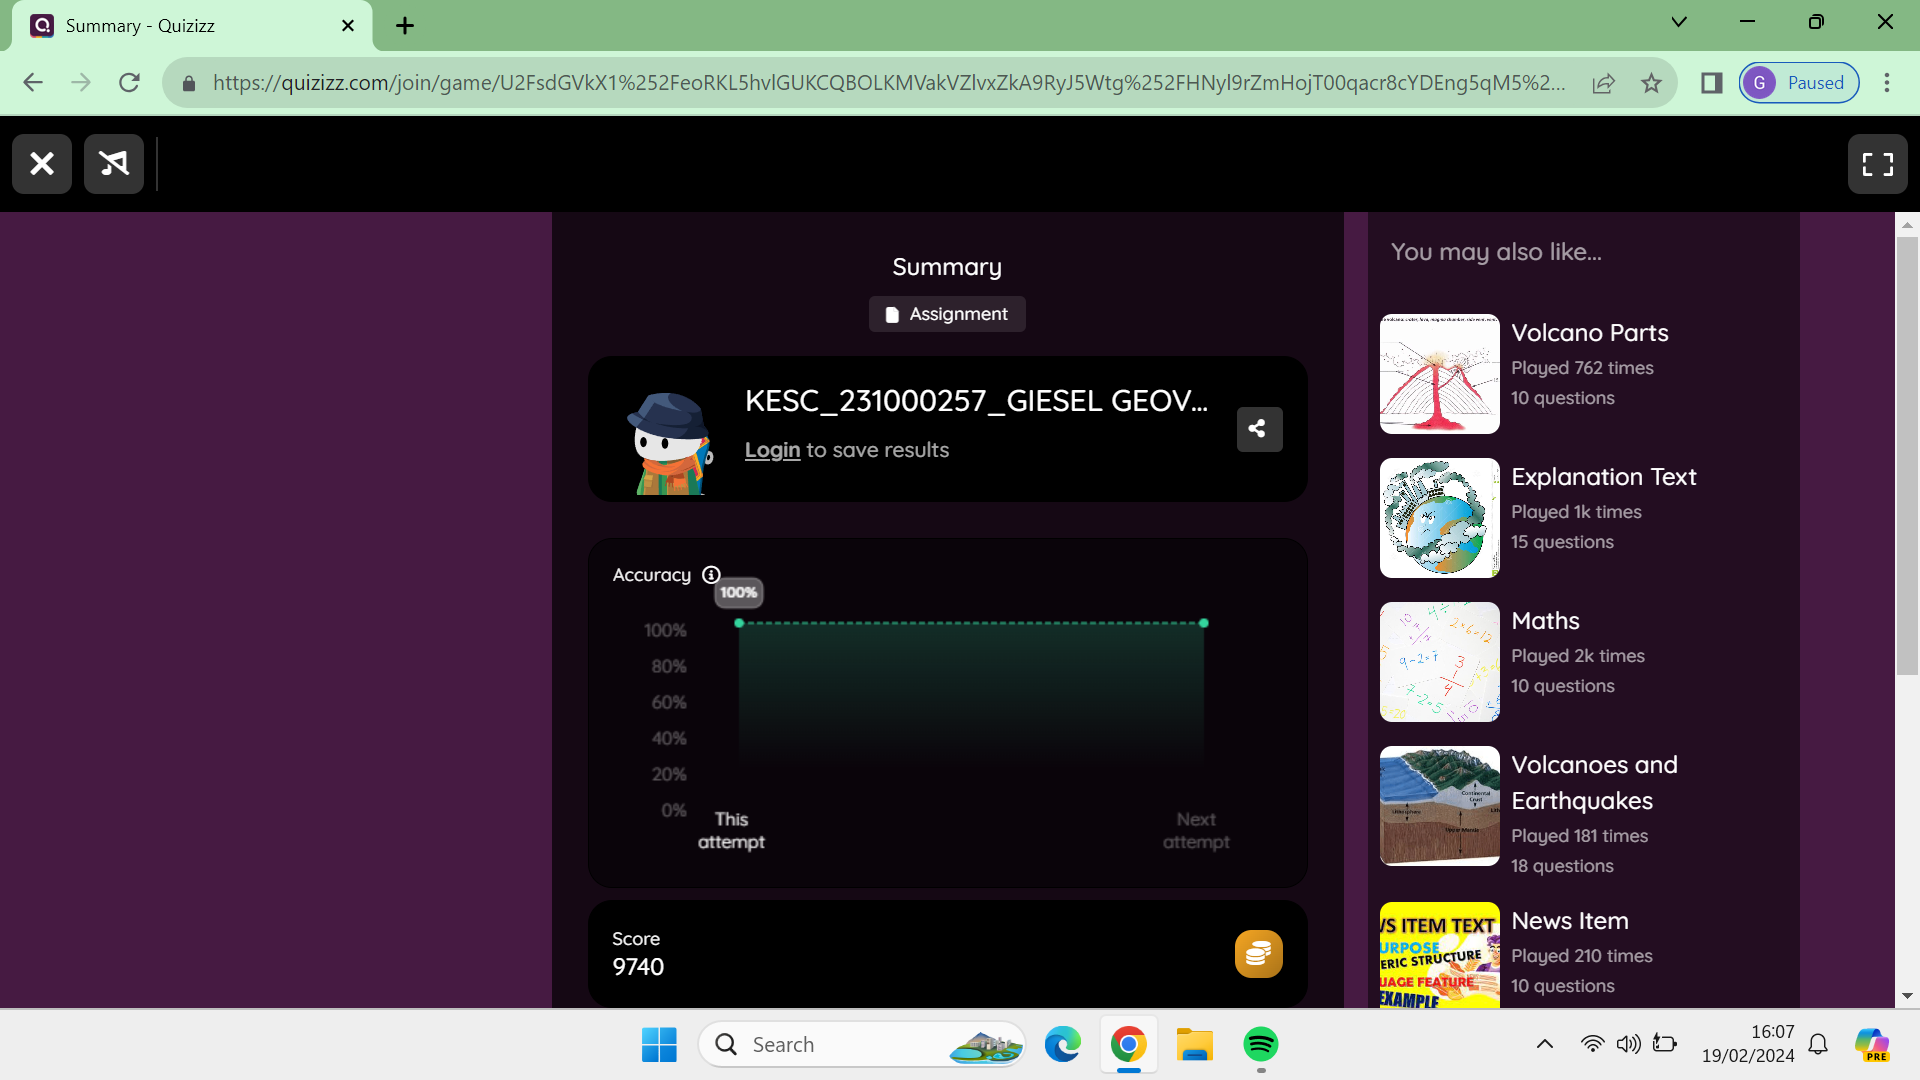 Summary - Quizizz
https://quizizz.com/join/game/U2FsdGVkX1%252FeoRKL5hvlGUKCQBOLKMVakVZlvxZkA9RyJ5Wtg%252FHNyl9rZmHojT00qacr8cYDEng5qM5%2...
G Paused
Summary
Assignment
KESC_231000257_GIESEL GEOV...
Login to save results
Accuracy
100%
100%
80%
60%
40%
20%
0%
This
attempt
Next
attempt
Score
9740
You may also like...
Volcano Parts
Played 762 times
10 questions
Explanation Text
Played 1k times
15 questions
Maths
Played 2k times
10 questions
Continental
Crust
Volcanoes and
Earthquakes
Played 181 times
18 questions
VS ITEM TEXT
URPOSE
ERIC STRUCTURE
UAGE FEATURE
EXAMPLE
News Item
Played 210 times
10 questions
Search
16:07
19/02/2024
PRE